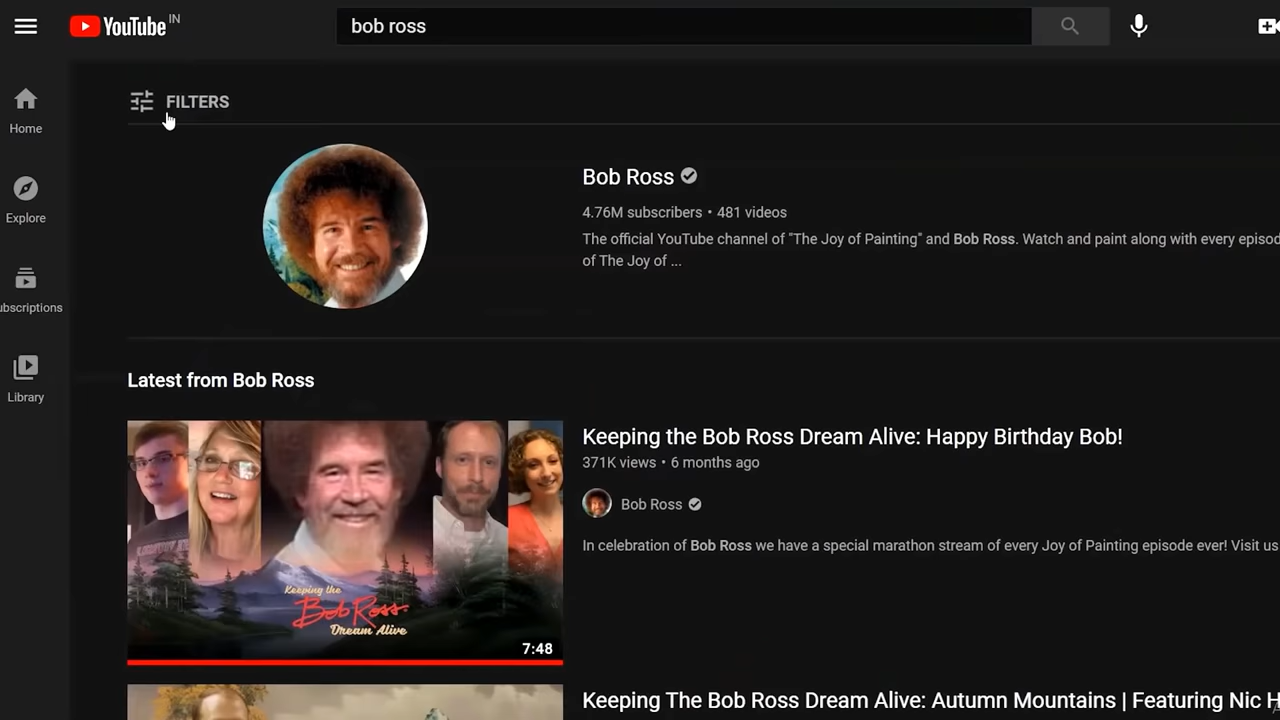 YouTube IN
bob ross
FILTERS
Home
Explore
ubscriptions
Library
Bob Ross
4.76M subscribers • 481 videos
The official YouTube channel of "The Joy of Painting" and Bob Ross. Watch and paint along with every episod
of The Joy of ...
Latest from Bob Ross
Keeping the
Bob Ross
Dream Alive
7:48
Keeping the Bob Ross Dream Alive: Happy Birthday Bob!
371K views • 6 months ago
Bob Ross
In celebration of Bob Ross we have a special marathon stream of every Joy of Painting episode ever! Visit us
Keeping The Bob Ross Dream Alive: Autumn Mountains | Featuring Nic H